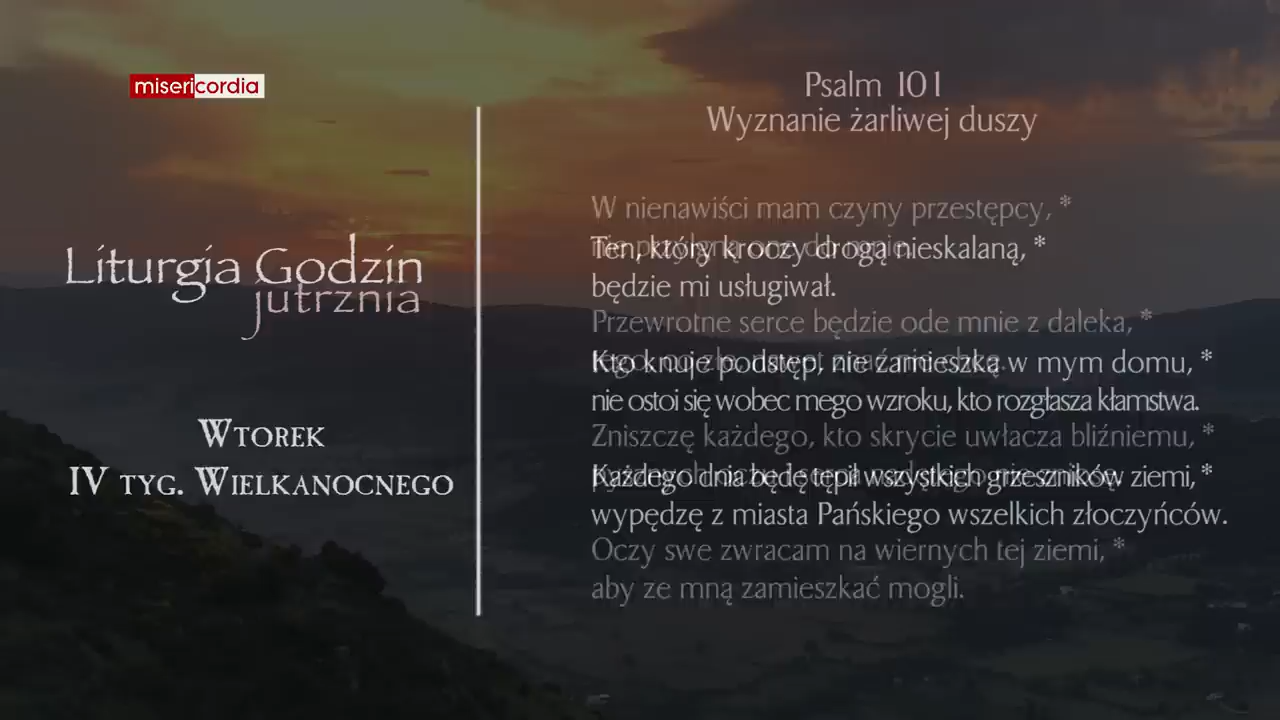 misericordia
Psalm 101
Wyznanie żarliwej duszy
Liturgia Godzin
jutrznia
Wtorek
IV tyg. Wielkanocnego
W nienawiści mam czyny przestępcy, *
Ten, który kroczy drogą nieskalaną, *
będzie mi usługiwał.
Przewrotne serce będzie ode mnie z daleka, *
Kto knuje podstęp, nie zamieszka w mym domu, *
nie ostoi się wobec mego wzroku, kto rozgłasza kłamstwa.
Zniszczę każdego, kto skrycie uwłacza bliźniemu, *
Każdego dnia będę tępił wszystkich grzeszników ziemi, *
wypędzę z miasta Pańskiego wszelkich złoczyńców.
Oczy swe zwracam na wiernych tej ziemi, *
aby ze mną zamieszkać mogli.